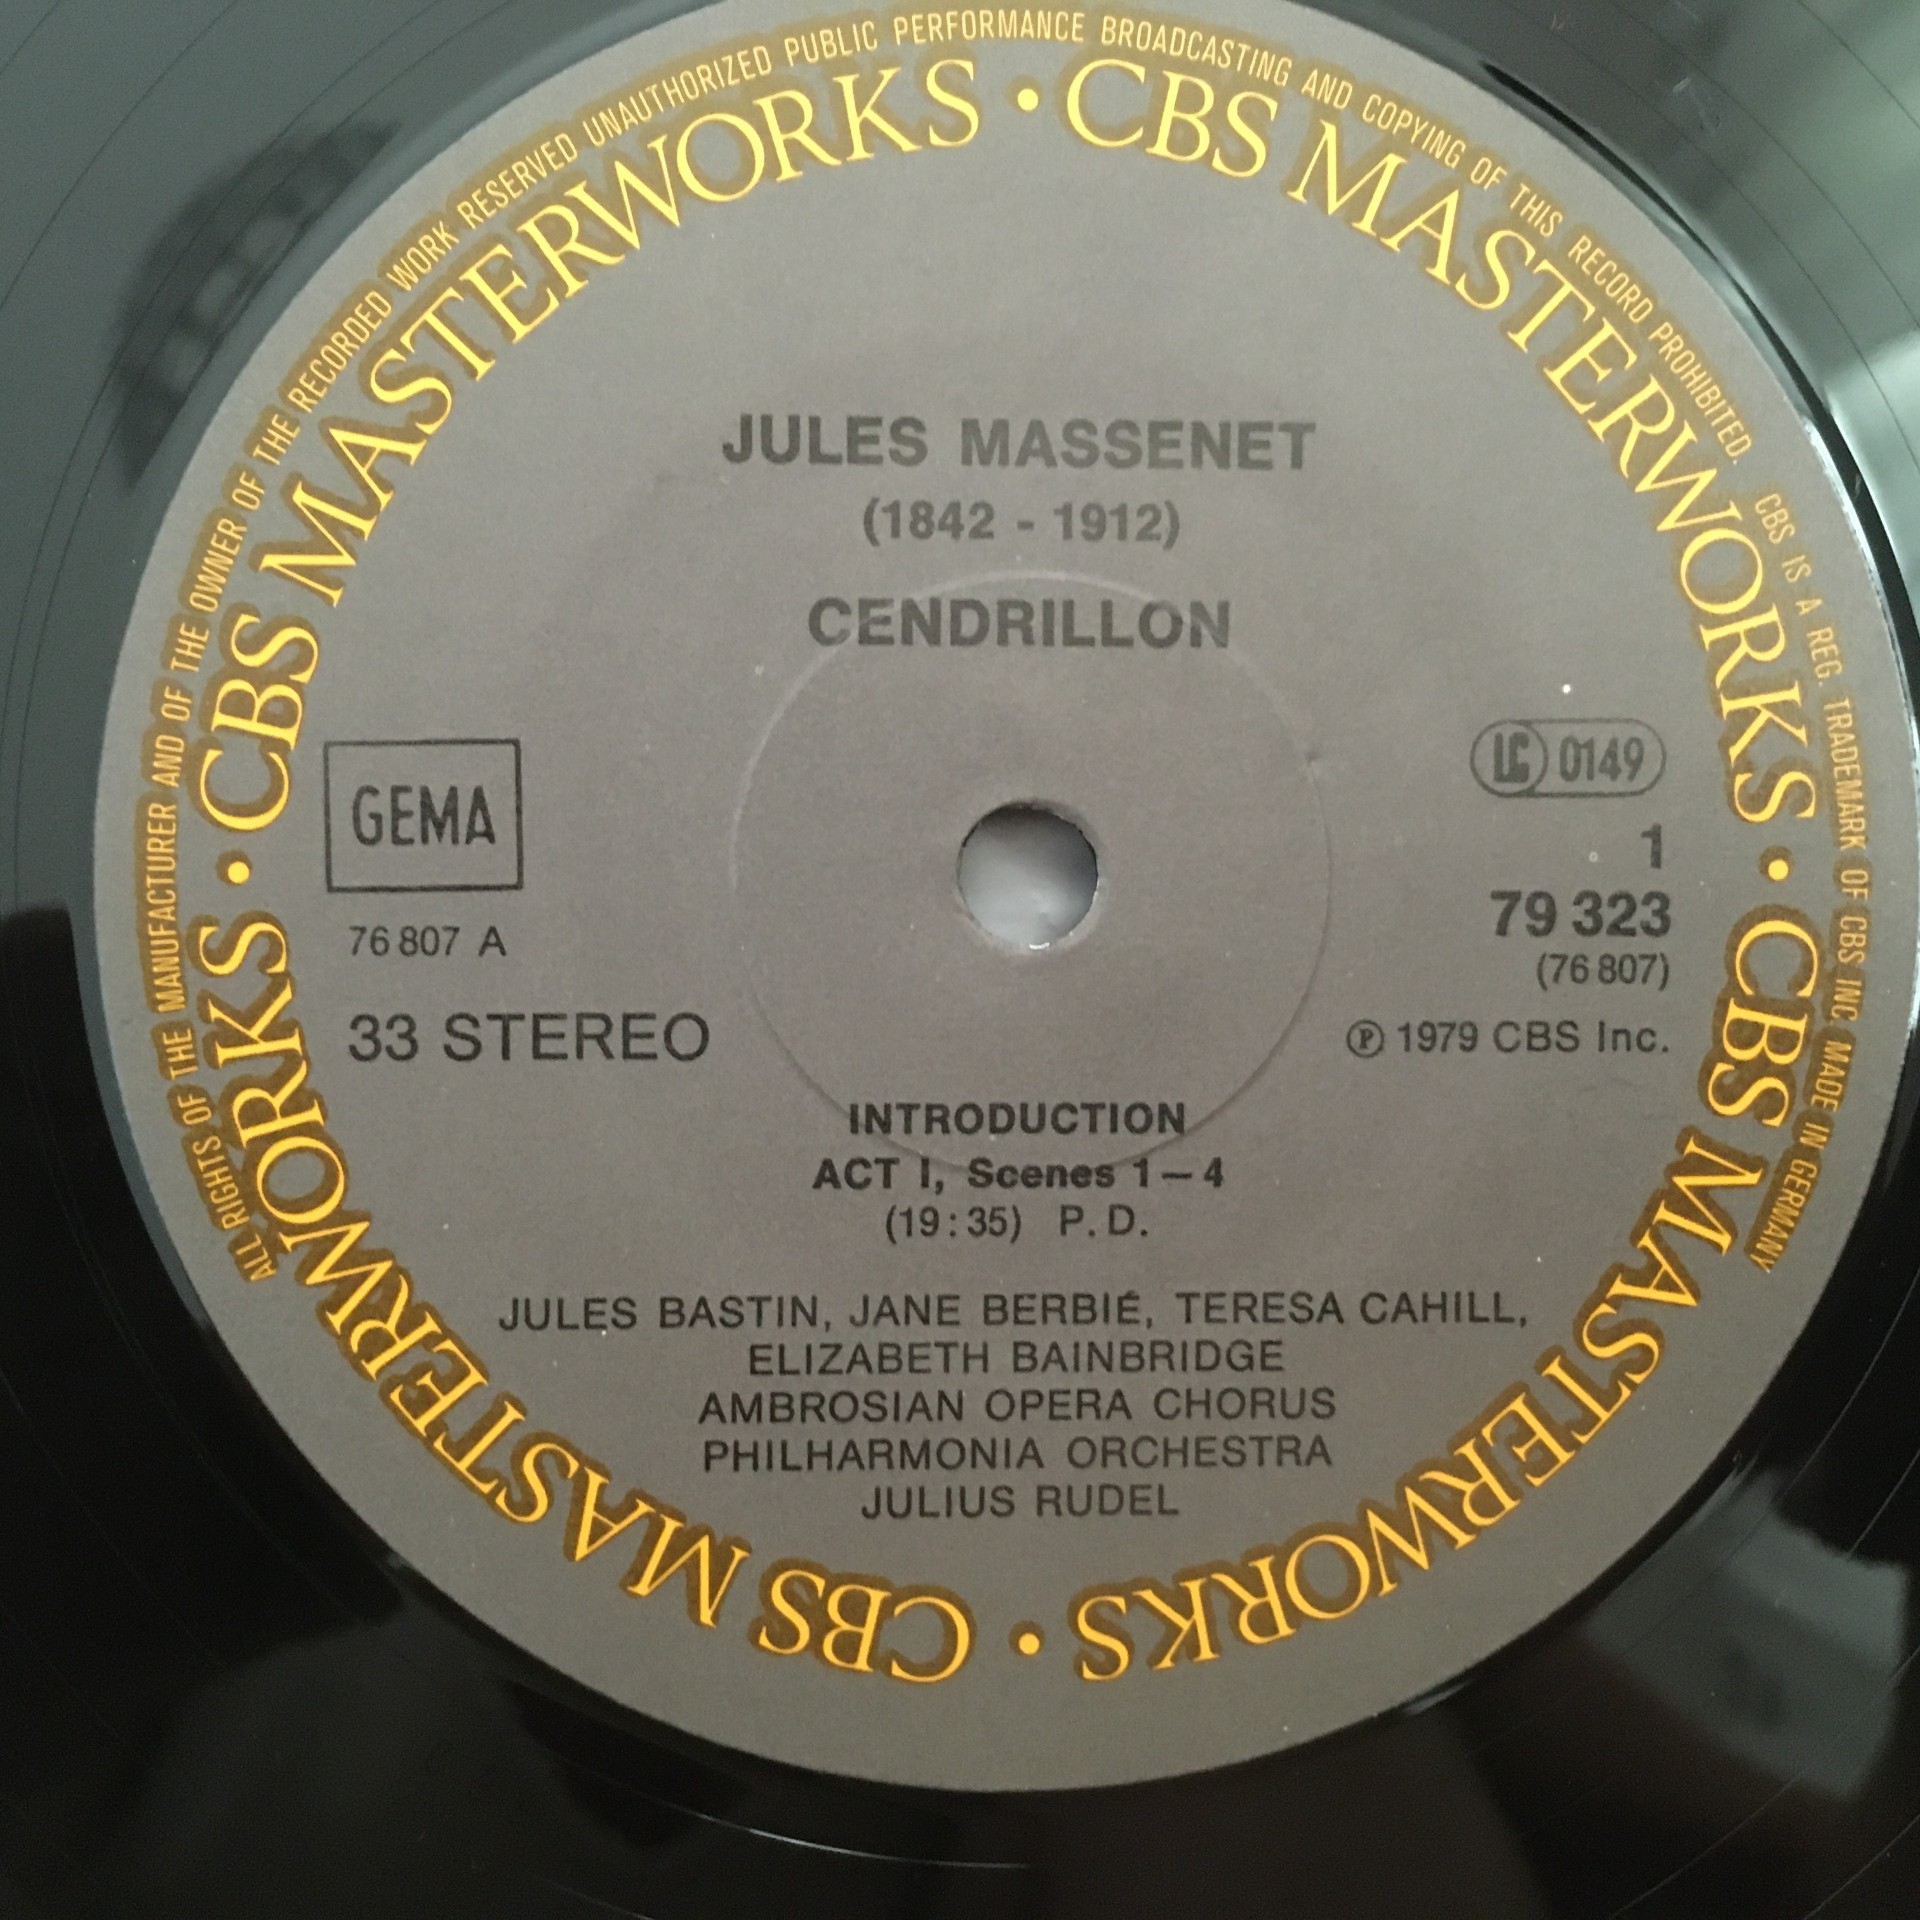 ALL RIGHTS OF THE MANUFACTURER AND OF THE OWNER OF THE RECORDED WORK RESERVED UNAUTHORIZED PUBLIC PERFORMANCE BROADCASTING AND COPYING OF THIS RECORD PROHIBITED. CBS IS A REG. TRADEMARK OF CBS INC MADE IN GERMANY
CBS MASTERWORKS • CBS MASTERWORKS • CBS MASTERWORKS • CBS MASTERWORKS •
JULES MASSENET
(1842 - 1912)
CENDRILLON
GEMA
76 807 A
33 STEREO
LC 0149
1
79 323
(76 807)
℗ 1979 CBS Inc.
INTRODUCTION
ACT I, Scenes 1 – 4
(19 : 35) P. D.
JULES BASTIN, JANE BERBIÉ, TERESA CAHILL,
ELIZABETH BAINBRIDGE
AMBROSIAN OPERA CHORUS
PHILHARMONIA ORCHESTRA
JULIUS RUDEL